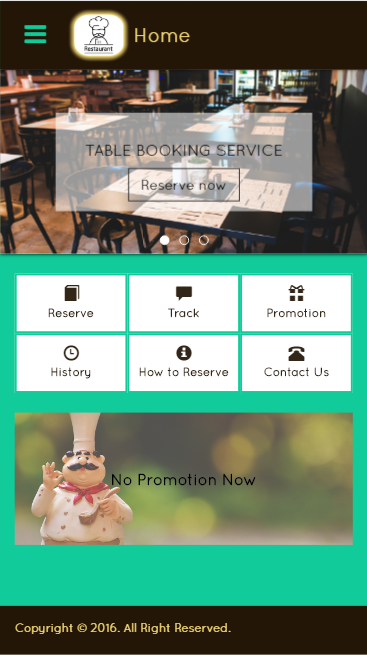 Restaurant
Home
TABLE BOOKING SERVICE
Reserve now
Reserve
Track
Promotion
History
How to Reserve
Contact Us
No Promotion Now
Copyright © 2016. All Right Reserved.